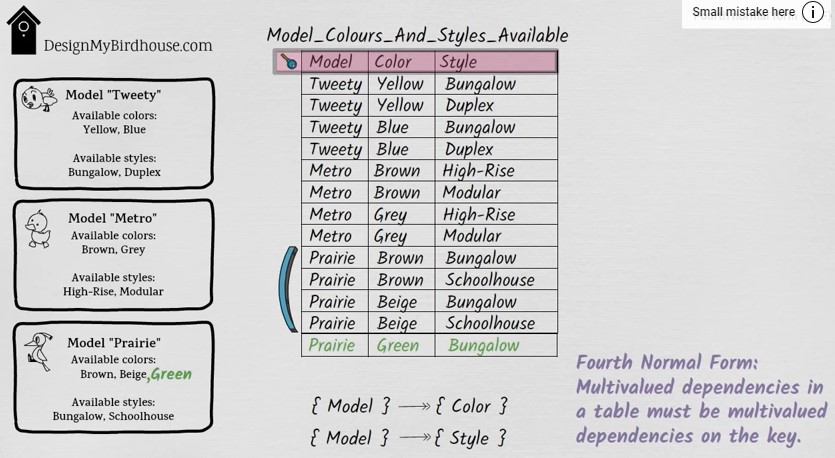 Small mistake here
DesignMyBirdhouse.com
Model "Tweety"
Available colors:
Yellow, Blue
Available styles:
Bungalow, Duplex
Model "Metro"
Available colors:
Brown, Grey
Available styles:
High-Rise, Modular
Model "Prairie"
Available colors:
Brown, Beige,Green
Available styles:
Bungalow, Schoolhouse
Model_Colours_And_Styles_Available
Model Color Style
Tweety Yellow Bungalow
Tweety Yellow Duplex
Tweety Blue Bungalow
Tweety Blue Duplex
Metro Brown High-Rise
Metro Brown Modular
Metro Grey High-Rise
Metro Grey Modular
Prairie Brown Bungalow
Prairie Brown Schoolhouse
Prairie Beige Bungalow
Prairie Beige Schoolhouse
Prairie Green Bungalow
{ Model } →→ { Color }
{ Model } →→ { Style }
Fourth Normal Form:
Multivalued dependencies in
a table must be multivalued
dependencies on the key.